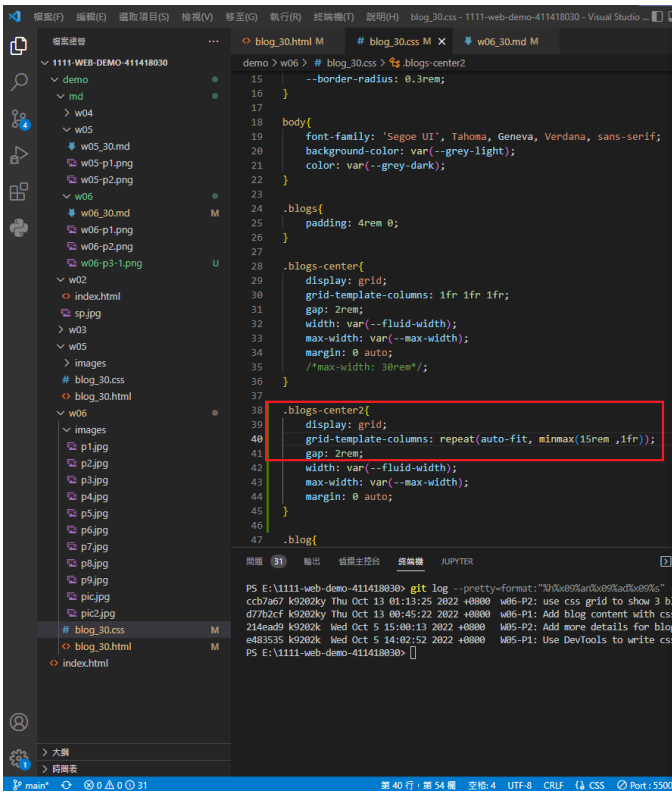 檔案(F) 編輯(E) 選取項目(S) 檢視(V) 移至(G) 執行(R) 終端機(T) 說明(H) blog_30.css - 1111-web-demo-411418030 - Visual Studio ...
檔案總管 ...
1111-WEB-DEMO-411418030
demo
md
w04
w05
w05_30.md
w05-p1.png
w05-p2.png
w06
w06_30.md M
w06-p1.png
w06-p2.png
w06-p3-1.png U
w02
index.html
sp.jpg
w03
w05
images
blog_30.css
blog_30.html
w06
images
p1.jpg
p2.jpg
p3.jpg
p4.jpg
p5.jpg
p6.jpg
p7.jpg
p8.jpg
p9.jpg
pic.jpg
pic2.jpg
blog_30.css M
blog_30.html M
index.html
大綱
時間表
blog_30.html M # blog_30.css M × w06_30.md M
demo > w06 > # blog_30.css > .blogs-center2
15 --border-radius: 0.3rem;
16 }
17
18 body{
19 font-family: 'Segoe UI', Tahoma, Geneva, Verdana, sans-serif;
20 background-color: var(--grey-light);
21 color: var(--grey-dark);
22 }
23
24 .blogs{
25 padding: 4rem 0;
26 }
27
28 .blogs-center{
29 display: grid;
30 grid-template-columns: 1fr 1fr 1fr;
31 gap: 2rem;
32 width: var(--fluid-width);
33 max-width: var(--max-width);
34 margin: 0 auto;
35 /*max-width: 30rem*/;
36 }
37
38 .blogs-center2{
39 display: grid;
40 grid-template-columns: repeat(auto-fit, minmax(15rem ,1fr));
41 gap: 2rem;
42 width: var(--fluid-width);
43 max-width: var(--max-width);
44 margin: 0 auto;
45 }
46
47 .blog{
問題 31 輸出 偵錯主控台 終端機 JUPYTER
PS E:\1111-web-demo-411418030> git log --pretty=format:"%h%x09%an%x09%ad%x09%s"
ccb7a67 k9202ky Thu Oct 13 01:13:25 2022 +0800 w06-P2: use css grid to show 3 bl
d77b2cf k9202ky Thu Oct 13 00:45:22 2022 +0800 w06-P1: Add blog content with css
214ead9 k9202k Wed Oct 5 15:00:13 2022 +0800 W05-P2: Add more details for blog
e483535 k9202k Wed Oct 5 14:02:52 2022 +0800 W05-P1: Use DevTools to write css
PS E:\1111-web-demo-411418030>
main* 0 0 31 第 40 行，第 54 欄 空格: 4 UTF-8 CRLF CSS Port : 5500